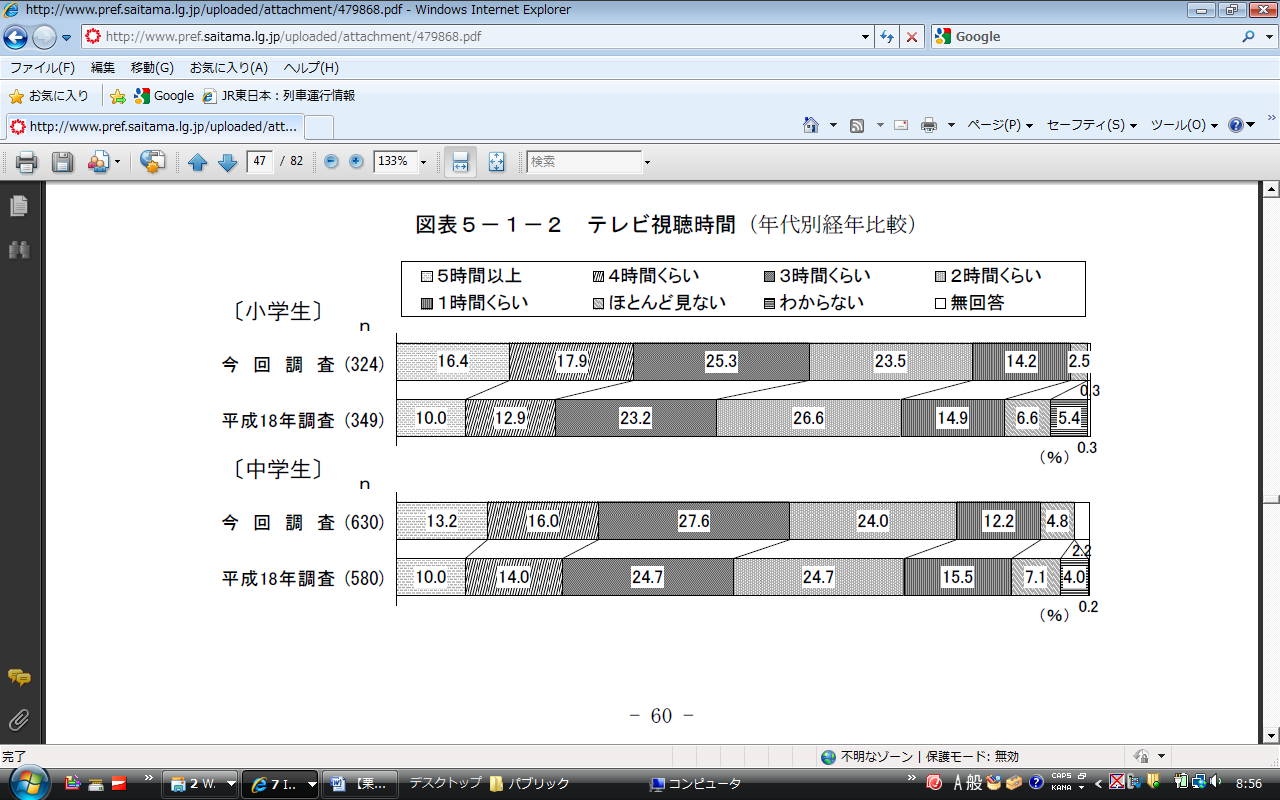 http://www.pref.saitama.lg.jp/uploaded/attachment/479868.pdf - Windows Internet Explorer
http://www.pref.saitama.lg.jp/uploaded/attachment/479868.pdf
Google
ファイル(F) 編集 移動(G) お気に入り(A) ヘルプ(H)
お気に入り Google JR東日本：列車運行情報
http://www.pref.saitama.lg.jp/uploaded/att...
ページ(P) セーフティ(S) ツール(O)
47 / 82 133% 検索
図表５－１－２ テレビ視聴時間（年代別経年比較）
５時間以上 ４時間くらい ３時間くらい ２時間くらい
１時間くらい ほとんど見ない わからない 無回答
〔小学生〕
n
今回調査(324) 16.4 17.9 25.3 23.5 14.2 2.5
0.3
平成18年調査(349) 10.0 12.9 23.2 26.6 14.9 6.6 5.4
0.3
(%)
〔中学生〕
n
今回調査(630) 13.2 16.0 27.6 24.0 12.2 4.8
2.2
平成18年調査(580) 10.0 14.0 24.7 24.7 15.5 7.1 4.0
0.2
(%)
- 60 -
完了
不明なゾーン | 保護モード: 無効
2 W. 7 I.. 【栗... デスクトップ パブリック コンピュータ
A 般 CAPS KANA 8:56